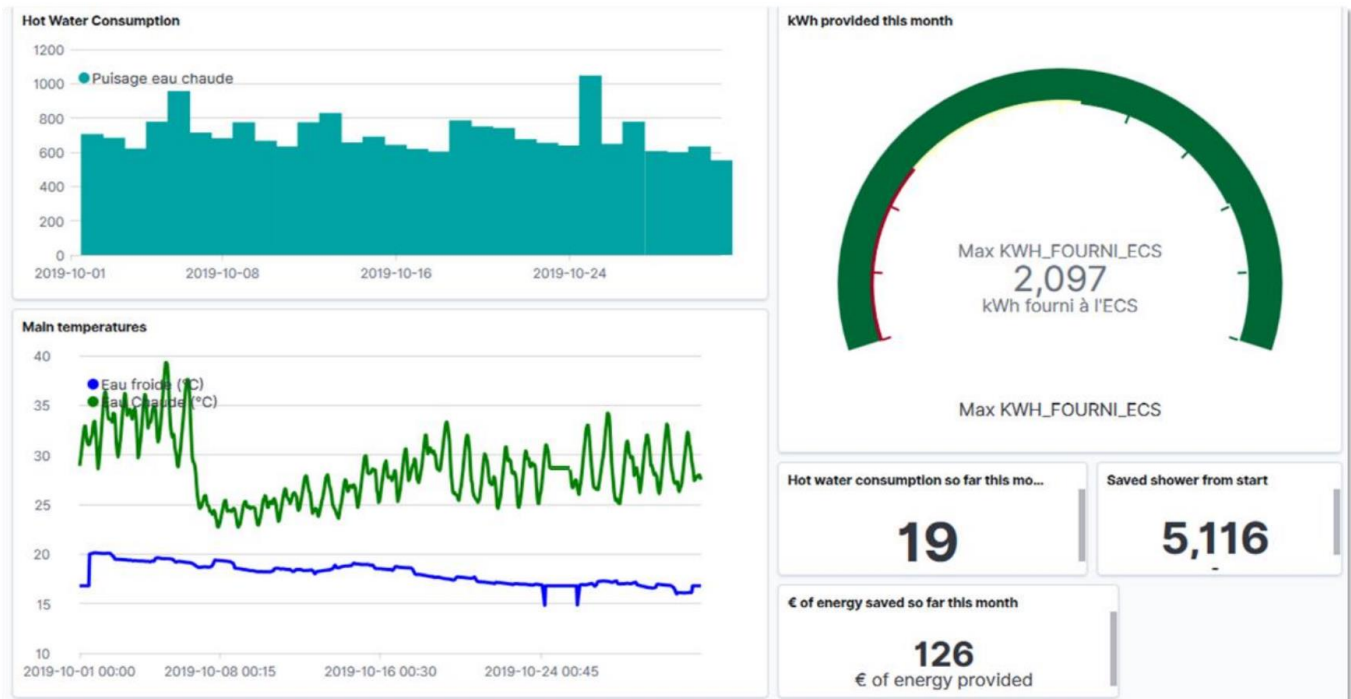 Hot Water Consumption
1200
1000
Puisage eau chaude
800
600
400
200
0
2019-10-01 2019-10-08 2019-10-16 2019-10-24
Main temperatures
40
Eau froide (°C)
35
Eau Chaude (°C)
30
25
20
15
10
2019-10-01 00:00 2019-10-08 00:15 2019-10-16 00:30 2019-10-24 00:45
kWh provided this month
Max KWH_FOURNI_ECS
2,097
kWh fourni à l'ECS
Max KWH_FOURNI_ECS
Hot water consumption so far this mo...
19
Saved shower from start
5,116
-
€ of energy saved so far this month
126
€ of energy provided